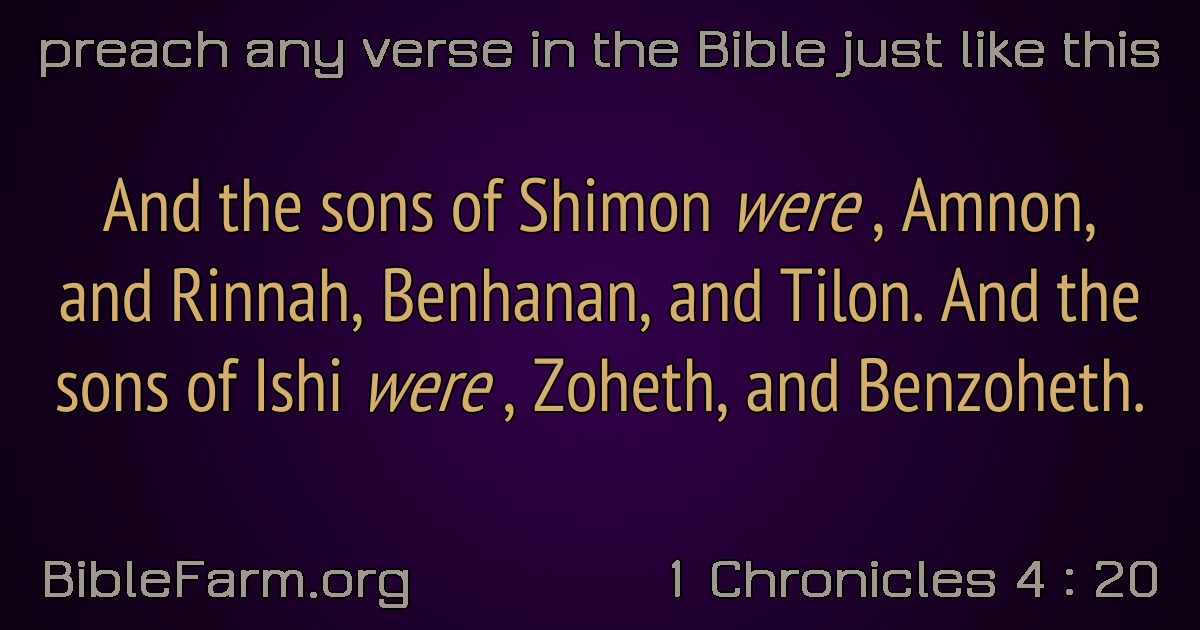 preach any verse in the Bible just like this
And the sons of Shimon were , Amnon,
and Rinnah, Benhanan, and Tilon. And the
sons of Ishi were , Zoheth, and Benzoheth.
BibleFarm.org
1 Chronicles 4 : 20